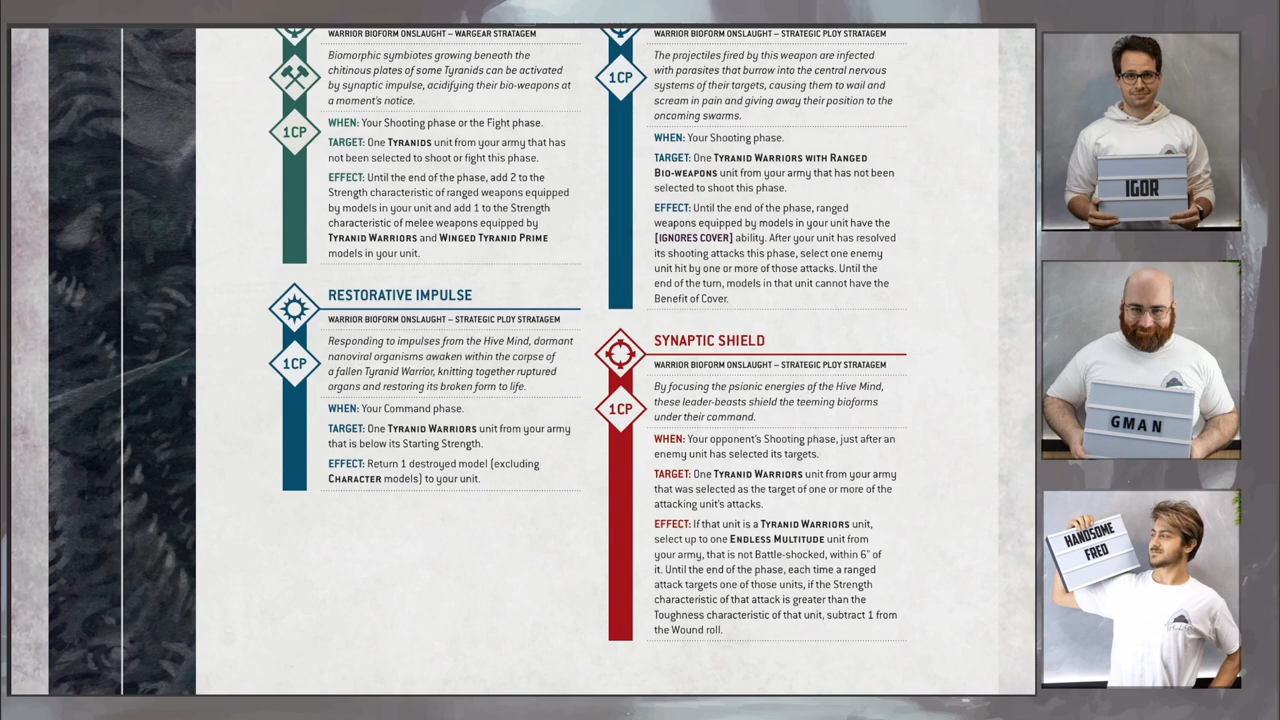 WARRIOR BIOFORM ONSLAUGHT – WARGEAR STRATAGEM
Biomorphic symbiotes growing beneath the
chitinous plates of some Tyranids can be activated
by synaptic impulse, acidifying their bio-weapons at
a moment's notice.
1CP
WHEN: Your Shooting phase or the Fight phase.
TARGET: One TYRANIDS unit from your army that has
not been selected to shoot or fight this phase.
EFFECT: Until the end of the phase, add 2 to the
Strength characteristic of ranged weapons equipped
by models in your unit and add 1 to the Strength
characteristic of melee weapons equipped by
TYRANID WARRIORS and WINGED TYRANID PRIME
models in your unit.
RESTORATIVE IMPULSE
WARRIOR BIOFORM ONSLAUGHT – STRATEGIC PLOY STRATAGEM
Responding to impulses from the Hive Mind, dormant
nanoviral organisms awaken within the corpse of
a fallen Tyranid Warrior, knitting together ruptured
organs and restoring its broken form to life.
1CP
WHEN: Your Command phase.
TARGET: One TYRANID WARRIORS unit from your army
that is below its Starting Strength.
EFFECT: Return 1 destroyed model (excluding
CHARACTER models) to your unit.
WARRIOR BIOFORM ONSLAUGHT – STRATEGIC PLOY STRATAGEM
1CP
The projectiles fired by this weapon are infected
with parasites that burrow into the central nervous
systems of their targets, causing them to wail and
scream in pain and giving away their position to the
oncoming swarms.
WHEN: Your Shooting phase.
TARGET: One TYRANID WARRIORS WITH RANGED
BIO-WEAPONS unit from your army that has not been
selected to shoot this phase.
EFFECT: Until the end of the phase, ranged
weapons equipped by models in your unit have the
[IGNORES COVER] ability. After your unit has resolved
its shooting attacks this phase, select one enemy
unit hit by one or more of those attacks. Until the
end of the turn, models in that unit cannot have the
Benefit of Cover.
SYNAPTIC SHIELD
WARRIOR BIOFORM ONSLAUGHT – STRATEGIC PLOY STRATAGEM
By focusing the psionic energies of the Hive Mind,
these leader-beasts shield the teeming bioforms
under their command.
1CP
WHEN: Your opponent's Shooting phase, just after an
enemy unit has selected its targets.
TARGET: One TYRANID WARRIORS unit from your army
that was selected as the target of one or more of the
attacking unit's attacks.
EFFECT: If that unit is a TYRANID WARRIORS unit,
select up to one ENDLESS MULTITUDE unit from
your army, that is not Battle-shocked, within 6" of
it. Until the end of the phase, each time a ranged
attack targets one of those units, if the Strength
characteristic of that attack is greater than the
Toughness characteristic of that unit, subtract 1 from
the Wound roll.
IGOR
GMAN
HANDSOME
FRED